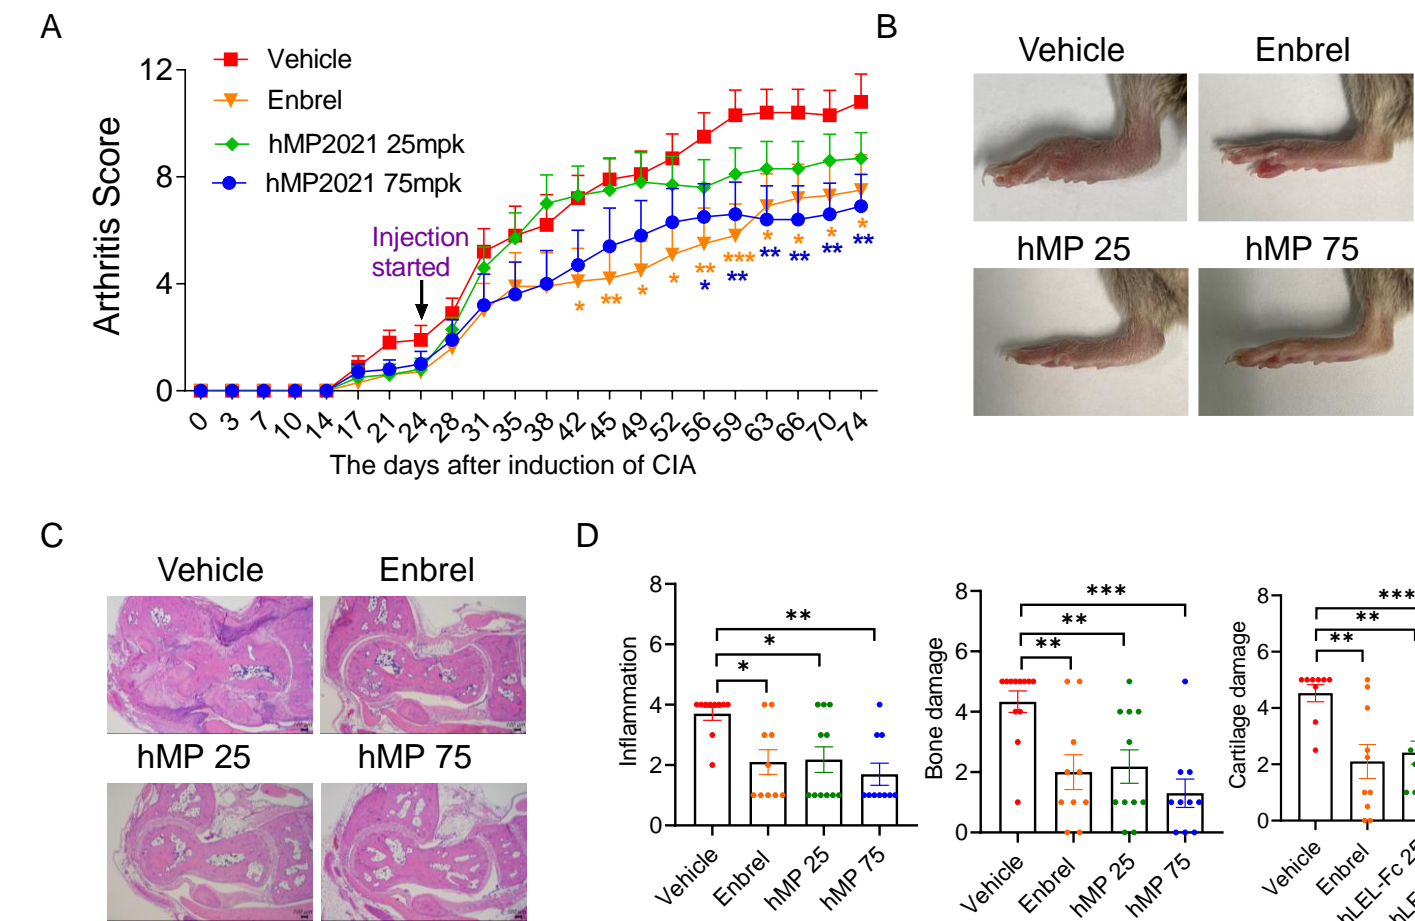 A
Vehicle
Enbrel
hMP2021 25mpk
hMP2021 75mpk
Arthritis Score
12
8
4
0
Injection
started
*
**
*
*
**
*
***
**
*
**
*
**
*
**
*
**
0 3 7 10 14 17 21 24 28 31 35 38 42 45 49 52 56 59 63 66 70 74
The days after induction of CIA
B
Vehicle Enbrel
hMP 25 hMP 75
C
Vehicle Enbrel
hMP 25 hMP 75
D
Inflammation
8
6
4
2
0
**
*
*
Vehicle Enbrel hMP 25 hMP 75
Bone damage
8
6
4
2
0
***
**
**
Vehicle Enbrel hMP 25 hMP 75
Cartilage damage
8
6
4
2
0
***
**
**
Vehicle Enbrel hLEL-Fc 25